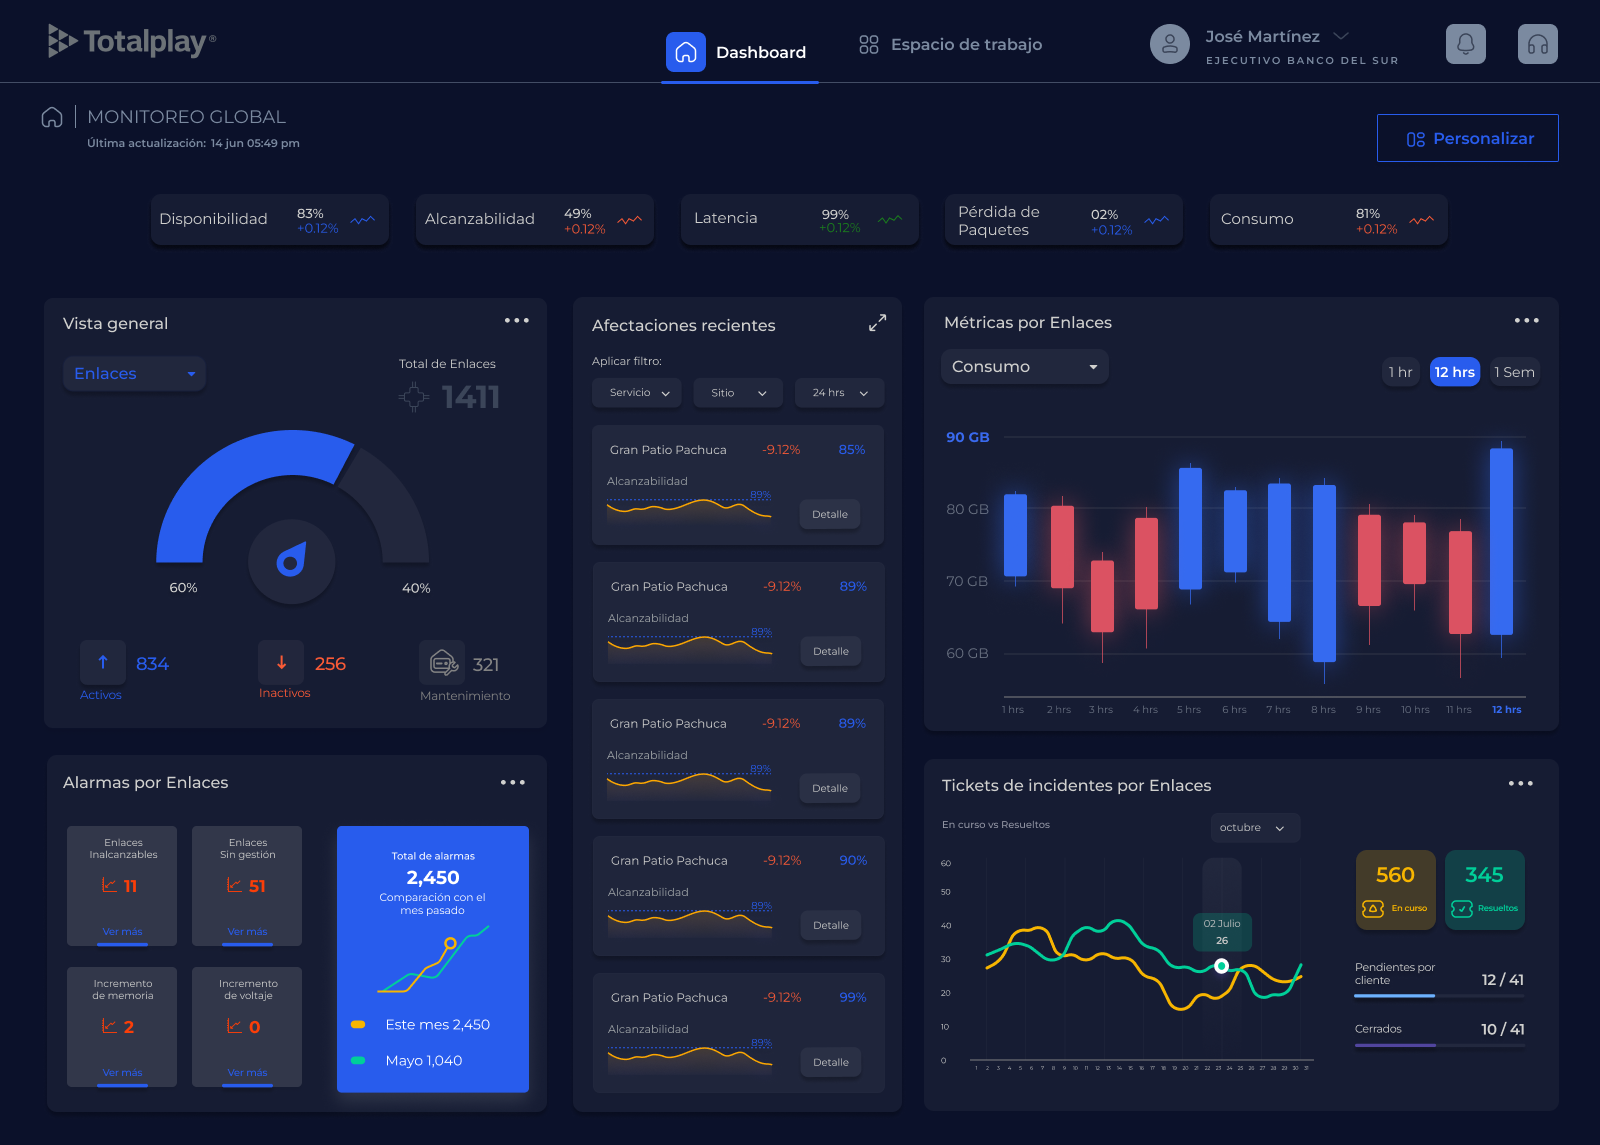 Totalplay®
Dashboard
Espacio de trabajo
José Martínez
EJECUTIVO BANCO DEL SUR
MONITOREO GLOBAL
Última actualización: 14 jun 05:49 pm
Personalizar
Disponibilidad
83%
+0.12%
Alcanzabilidad
49%
+0.12%
Latencia
99%
+0.12%
Pérdida de
Paquetes
02%
+0.12%
Consumo
81%
+0.12%
Vista general
Enlaces
Total de Enlaces
1411
60%
40%
834
Activos
256
Inactivos
321
Mantenimiento
Afectaciones recientes
Aplicar filtro:
Servicio
Sitio
24 hrs
Gran Patio Pachuca -9.12% 85%
Alcanzabilidad
89%
Detalle
Gran Patio Pachuca -9.12% 89%
Alcanzabilidad
89%
Detalle
Gran Patio Pachuca -9.12% 89%
Alcanzabilidad
89%
Detalle
Gran Patio Pachuca -9.12% 90%
Alcanzabilidad
89%
Detalle
Gran Patio Pachuca -9.12% 99%
Alcanzabilidad
89%
Detalle
Métricas por Enlaces
Consumo
1 hr
12 hrs
1 Sem
90 GB
80 GB
70 GB
60 GB
1 hrs 2 hrs 3 hrs 4 hrs 5 hrs 6 hrs 7 hrs 8 hrs 9 hrs 10 hrs 11 hrs 12 hrs
Alarmas por Enlaces
Enlaces
Inalcanzables
11
Ver más
Enlaces
Sin gestión
51
Ver más
Incremento
de memoria
2
Ver más
Incremento
de voltaje
0
Ver más
Total de alarmas
2,450
Comparación con el
mes pasado
Este mes 2,450
Mayo 1,040
Tickets de incidentes por Enlaces
En curso vs Resueltos
octubre
60
50
40
30
20
10
0
02 Julio
26
1 2 3 4 5 6 7 8 9 10 11 12 13 14 15 16 17 18 19 20 21 22 23 24 25 26 27 28 29 30 31
560
En curso
345
Resueltos
Pendientes por
cliente
12 / 41
Cerrados
10 / 41